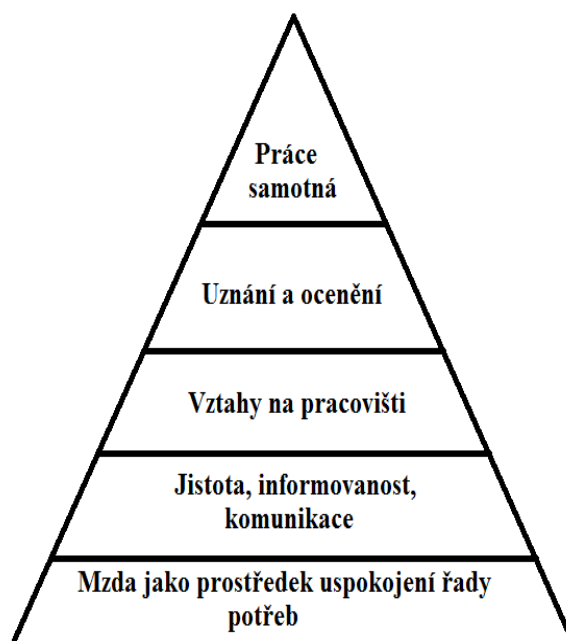 Práce
samotná
Uznání a ocenění
Vztahy na pracovišti
Jistota, informovanost,
komunikace
Mzda jako prostředek uspokojení řady
potřeb